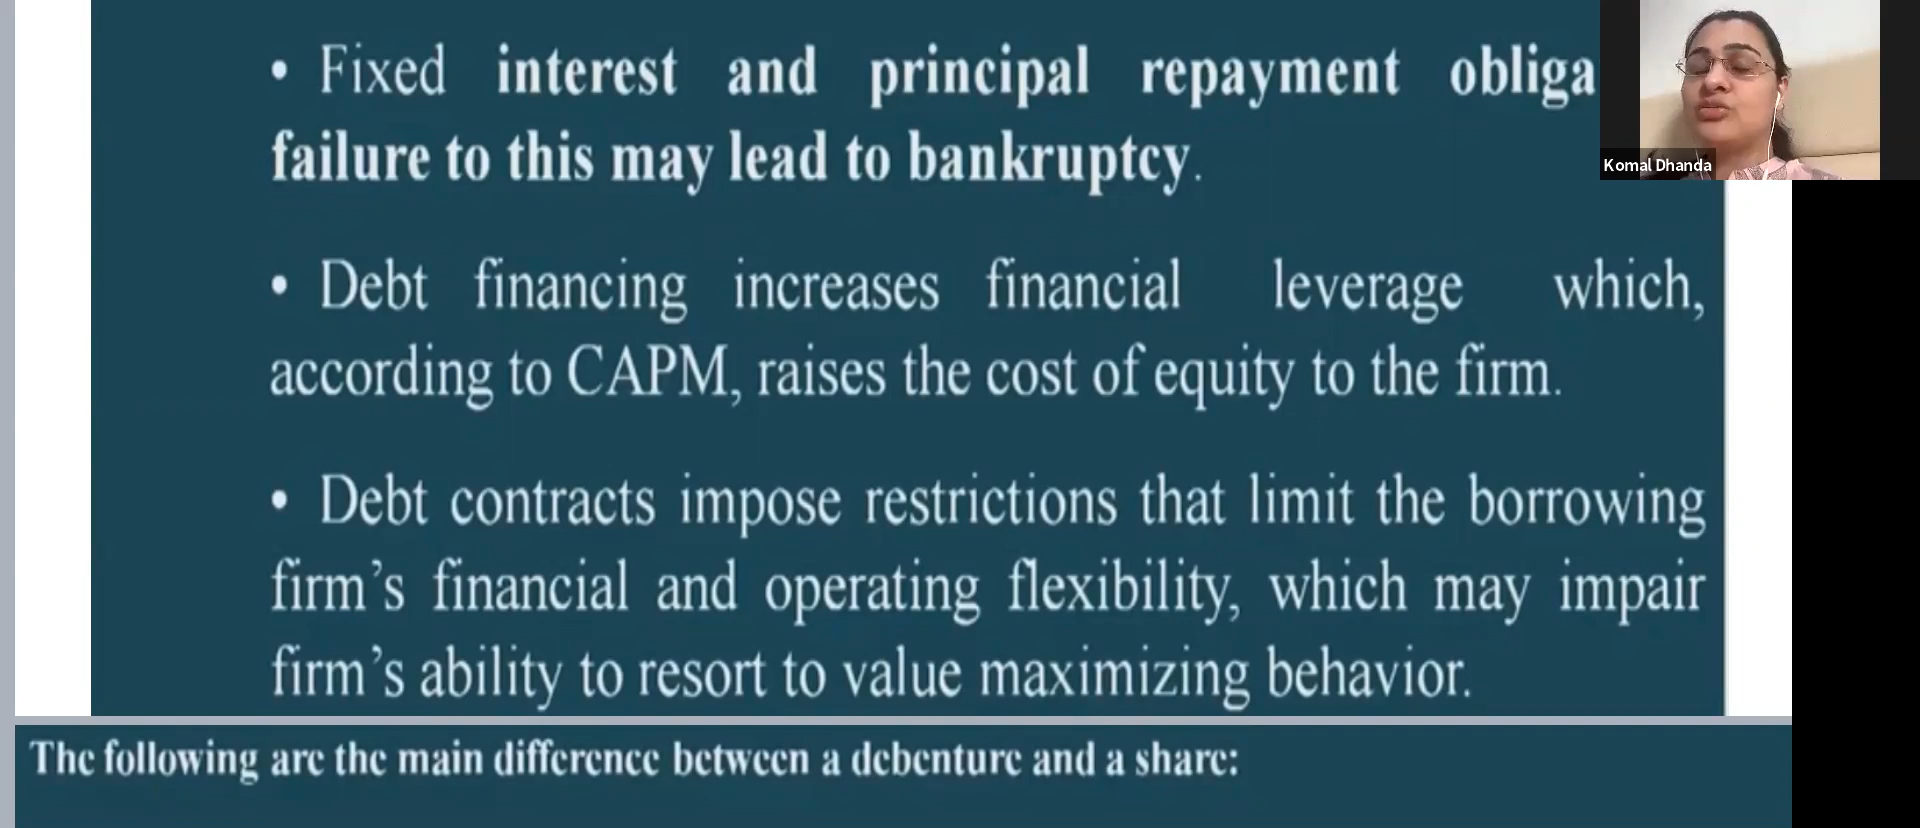 • Fixed interest and principal repayment obliga
failure to this may lead to bankruptcy.
Komal Dhanda
• Debt financing increases financial leverage which,
according to CAPM, raises the cost of equity to the firm.
• Debt contracts impose restrictions that limit the borrowing
firm’s financial and operating flexibility, which may impair
firm’s ability to resort to value maximizing behavior.
The following are the main difference between a debenture and a share: